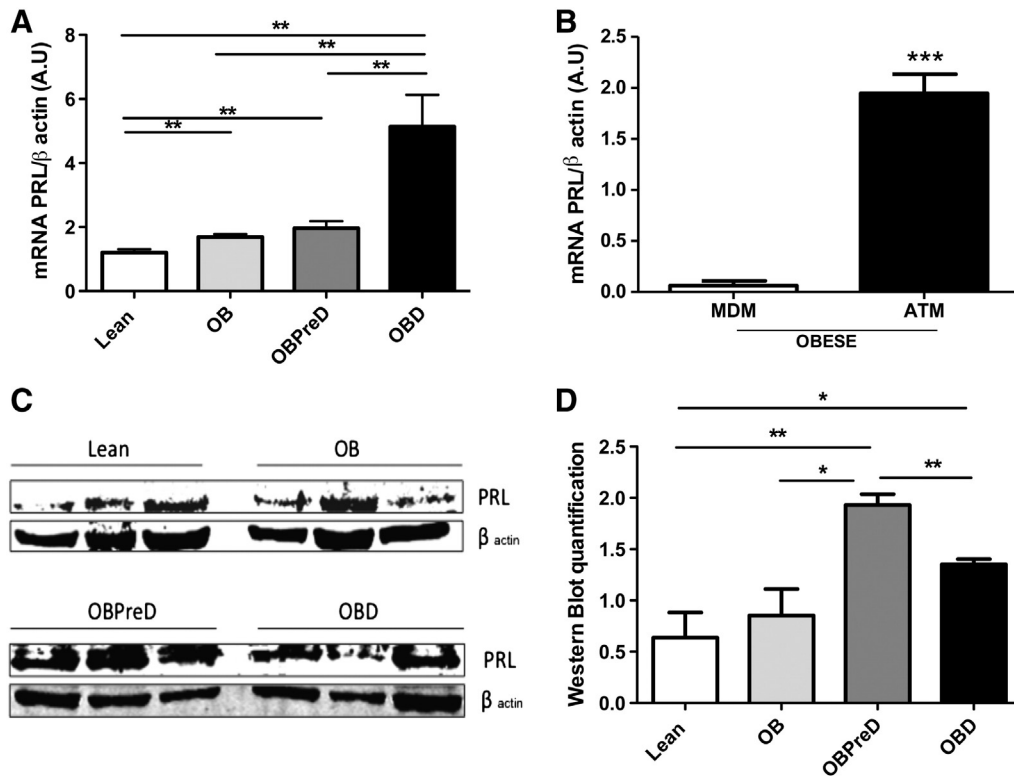 A
mRNA PRL/β actin (A.U)
8
6
4
2
0
**
**
**
**
**
Lean
OB
OBPreD
OBD
B
mRNA PRL/β actin (A.U)
2.5
2.0
1.5
1.0
0.5
0.0
***
MDM
ATM
OBESE
C
Lean
OB
PRL
β actin
OBPreD
OBD
PRL
β actin
D
Western Blot quantification
2.5
2.0
1.5
1.0
0.5
0.0
*
**
*
**
Lean
OB
OBPreD
OBD